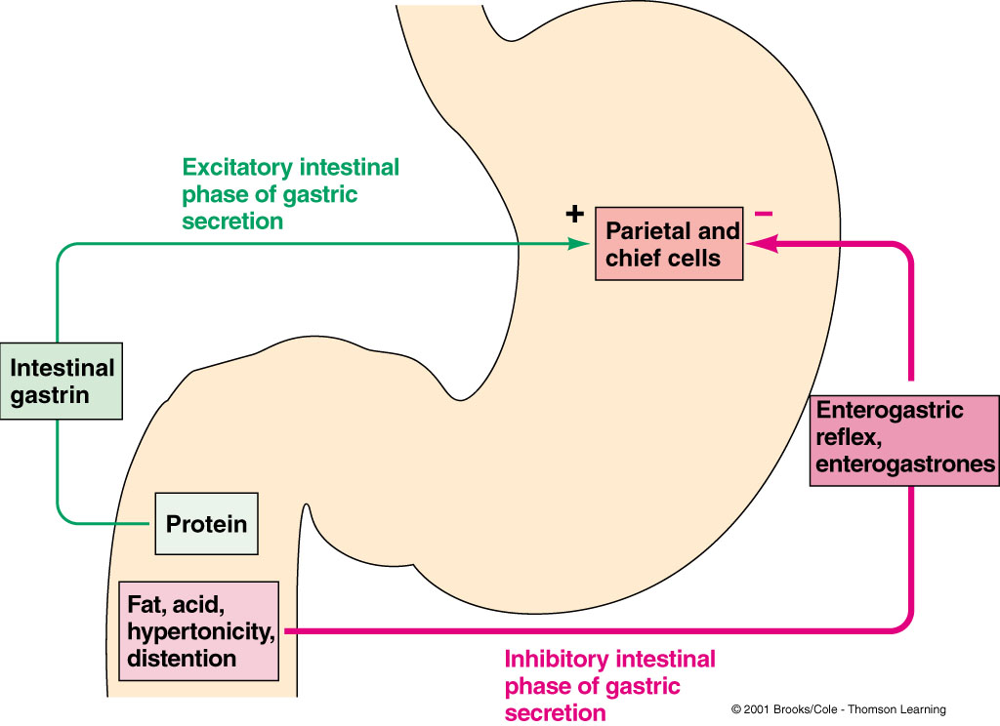 Excitatory intestinal
phase of gastric
secretion
+
−
Parietal and
chief cells
Intestinal
gastrin
Enterogastric
reflex,
enterogastrones
Protein
Fat, acid,
hypertonicity,
distention
Inhibitory intestinal
phase of gastric
secretion
© 2001 Brooks/Cole - Thomson Learning